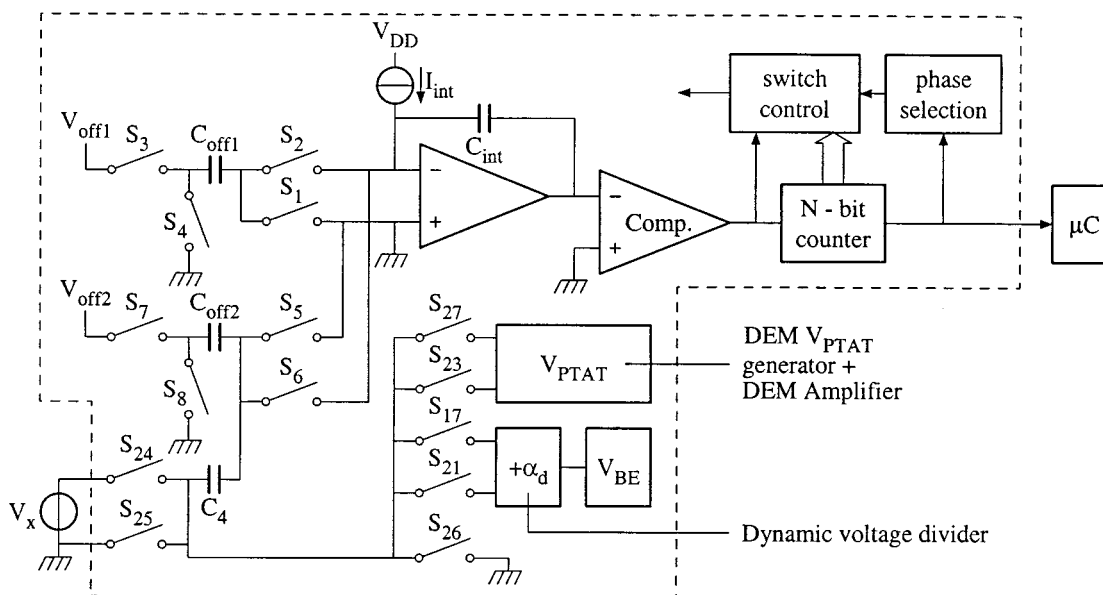 V_DD
I_int
switch
control
phase
selection
V_off1
S_3
C_off1
S_2
C_int
S_1
−
+
S_4
−
Comp.
+
N - bit
counter
μC
V_off2
S_7
C_off2
S_5
S_6
S_8
S_27
S_23
V_PTAT
DEM V_PTAT
generator +
DEM Amplifier
S_17
S_21
+α_d
V_BE
S_24
C_4
V_x
S_25
S_26
Dynamic voltage divider